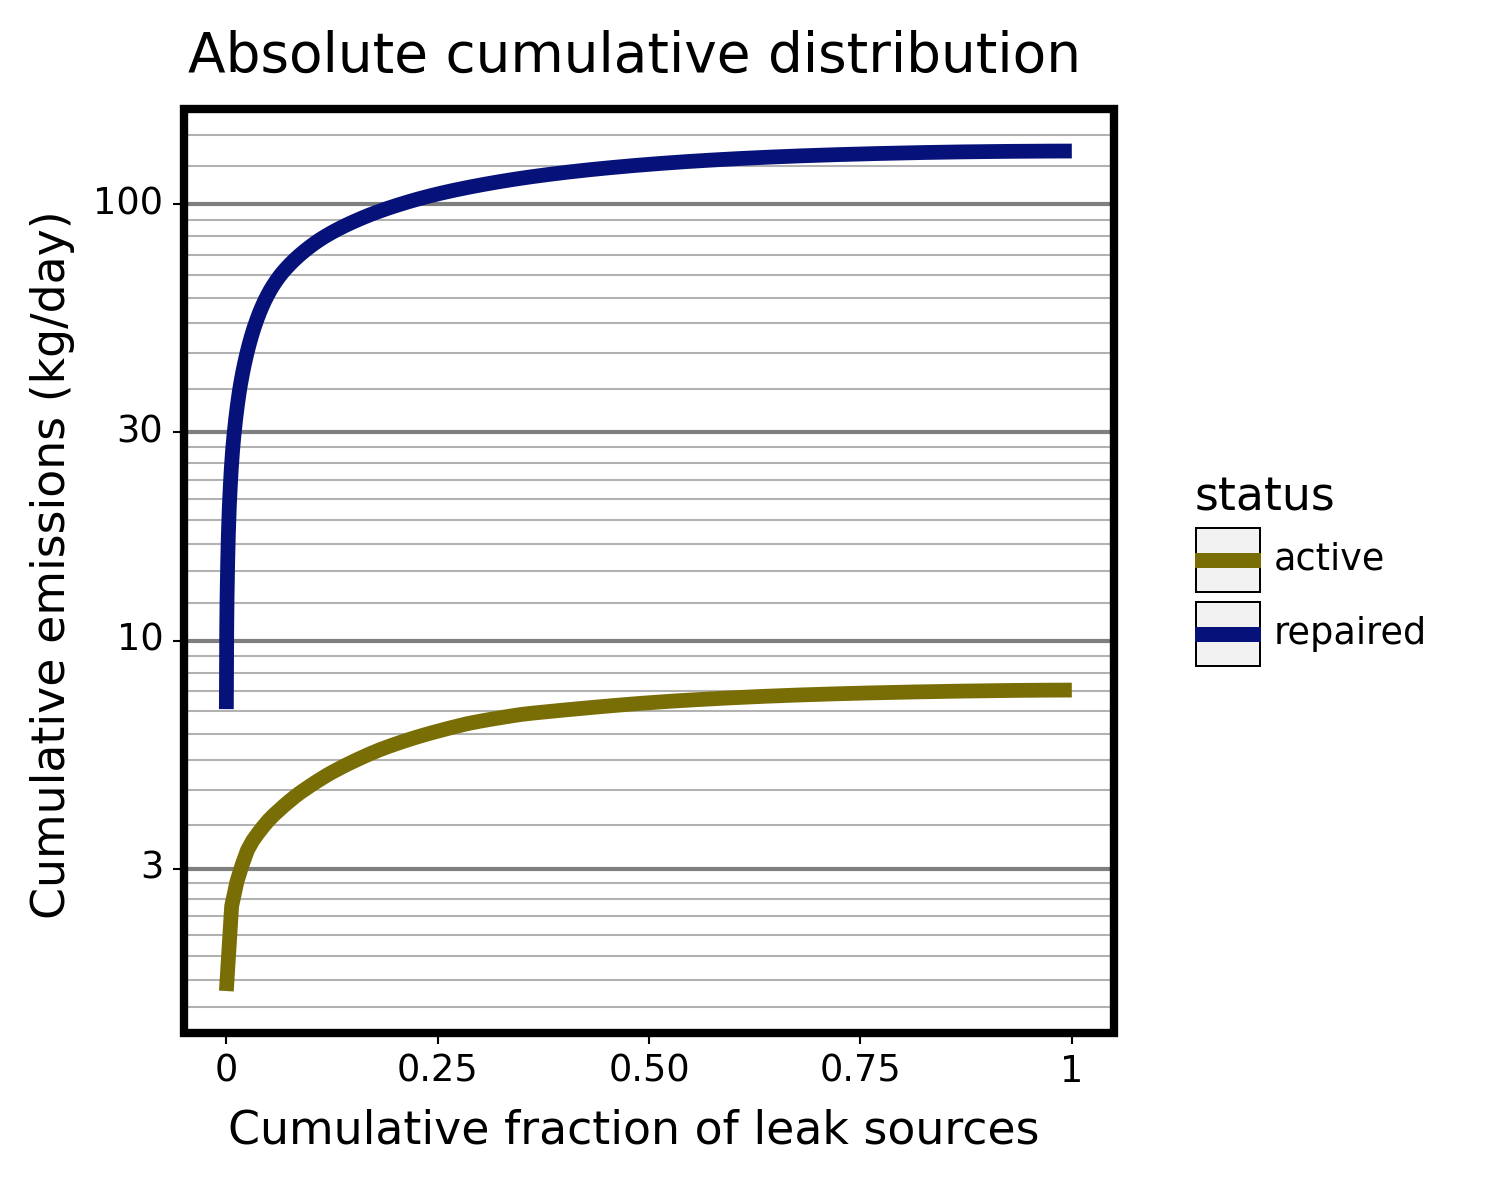 Absolute cumulative distribution
Cumulative emissions (kg/day)
100
30
10
3
0
0.25
0.50
0.75
1
Cumulative fraction of leak sources
status
active
repaired